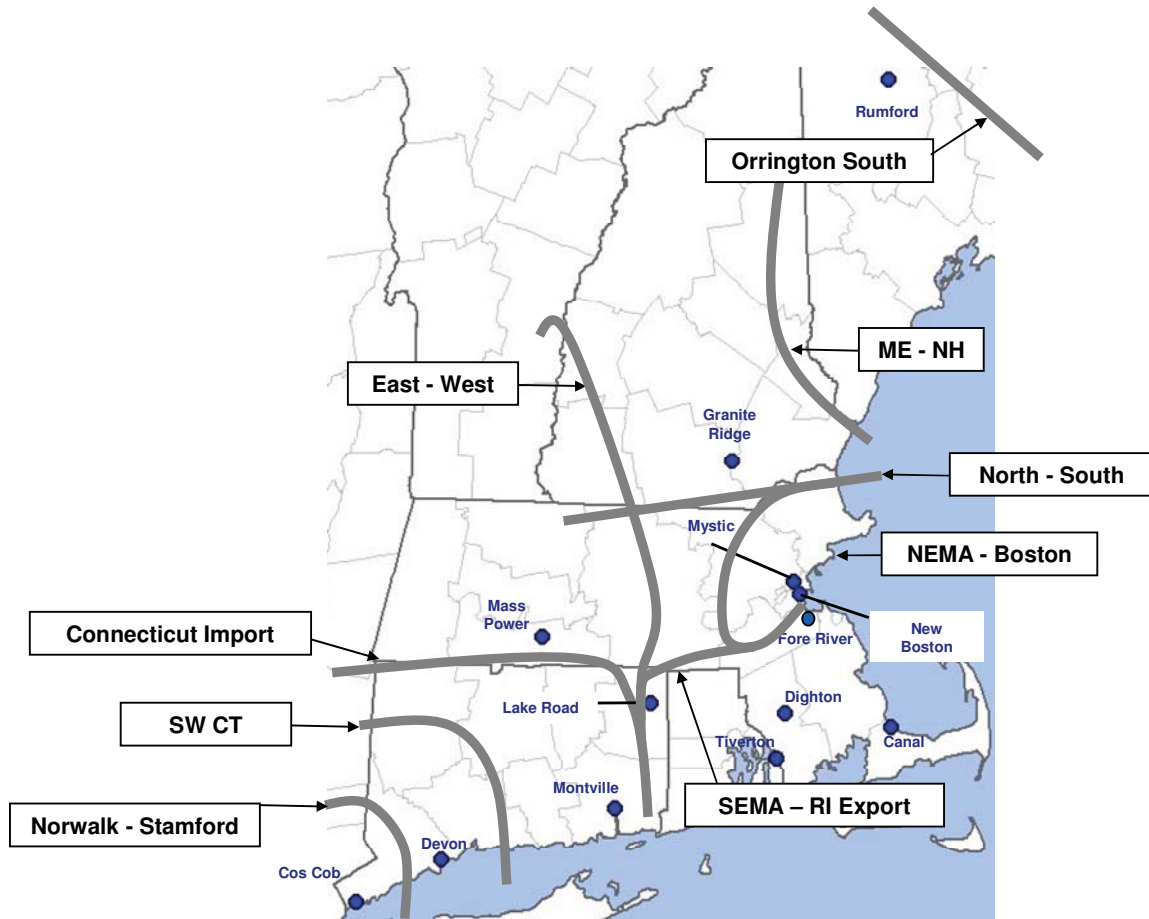 Rumford
Orrington South
ME - NH
East - West
Granite
Ridge
North - South
Mystic
NEMA - Boston
Mass
Power
Connecticut Import
Fore River
New
Boston
Lake Road
Dighton
SW CT
Tiverton
Canal
Montville
SEMA – RI Export
Norwalk - Stamford
Devon
Cos Cob